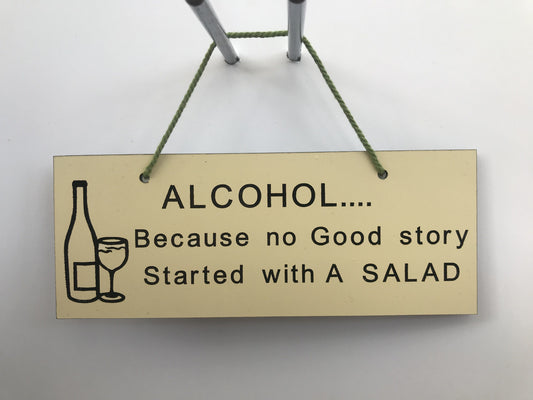 ALCOHOL....
Because no Good story
Started with A SALAD